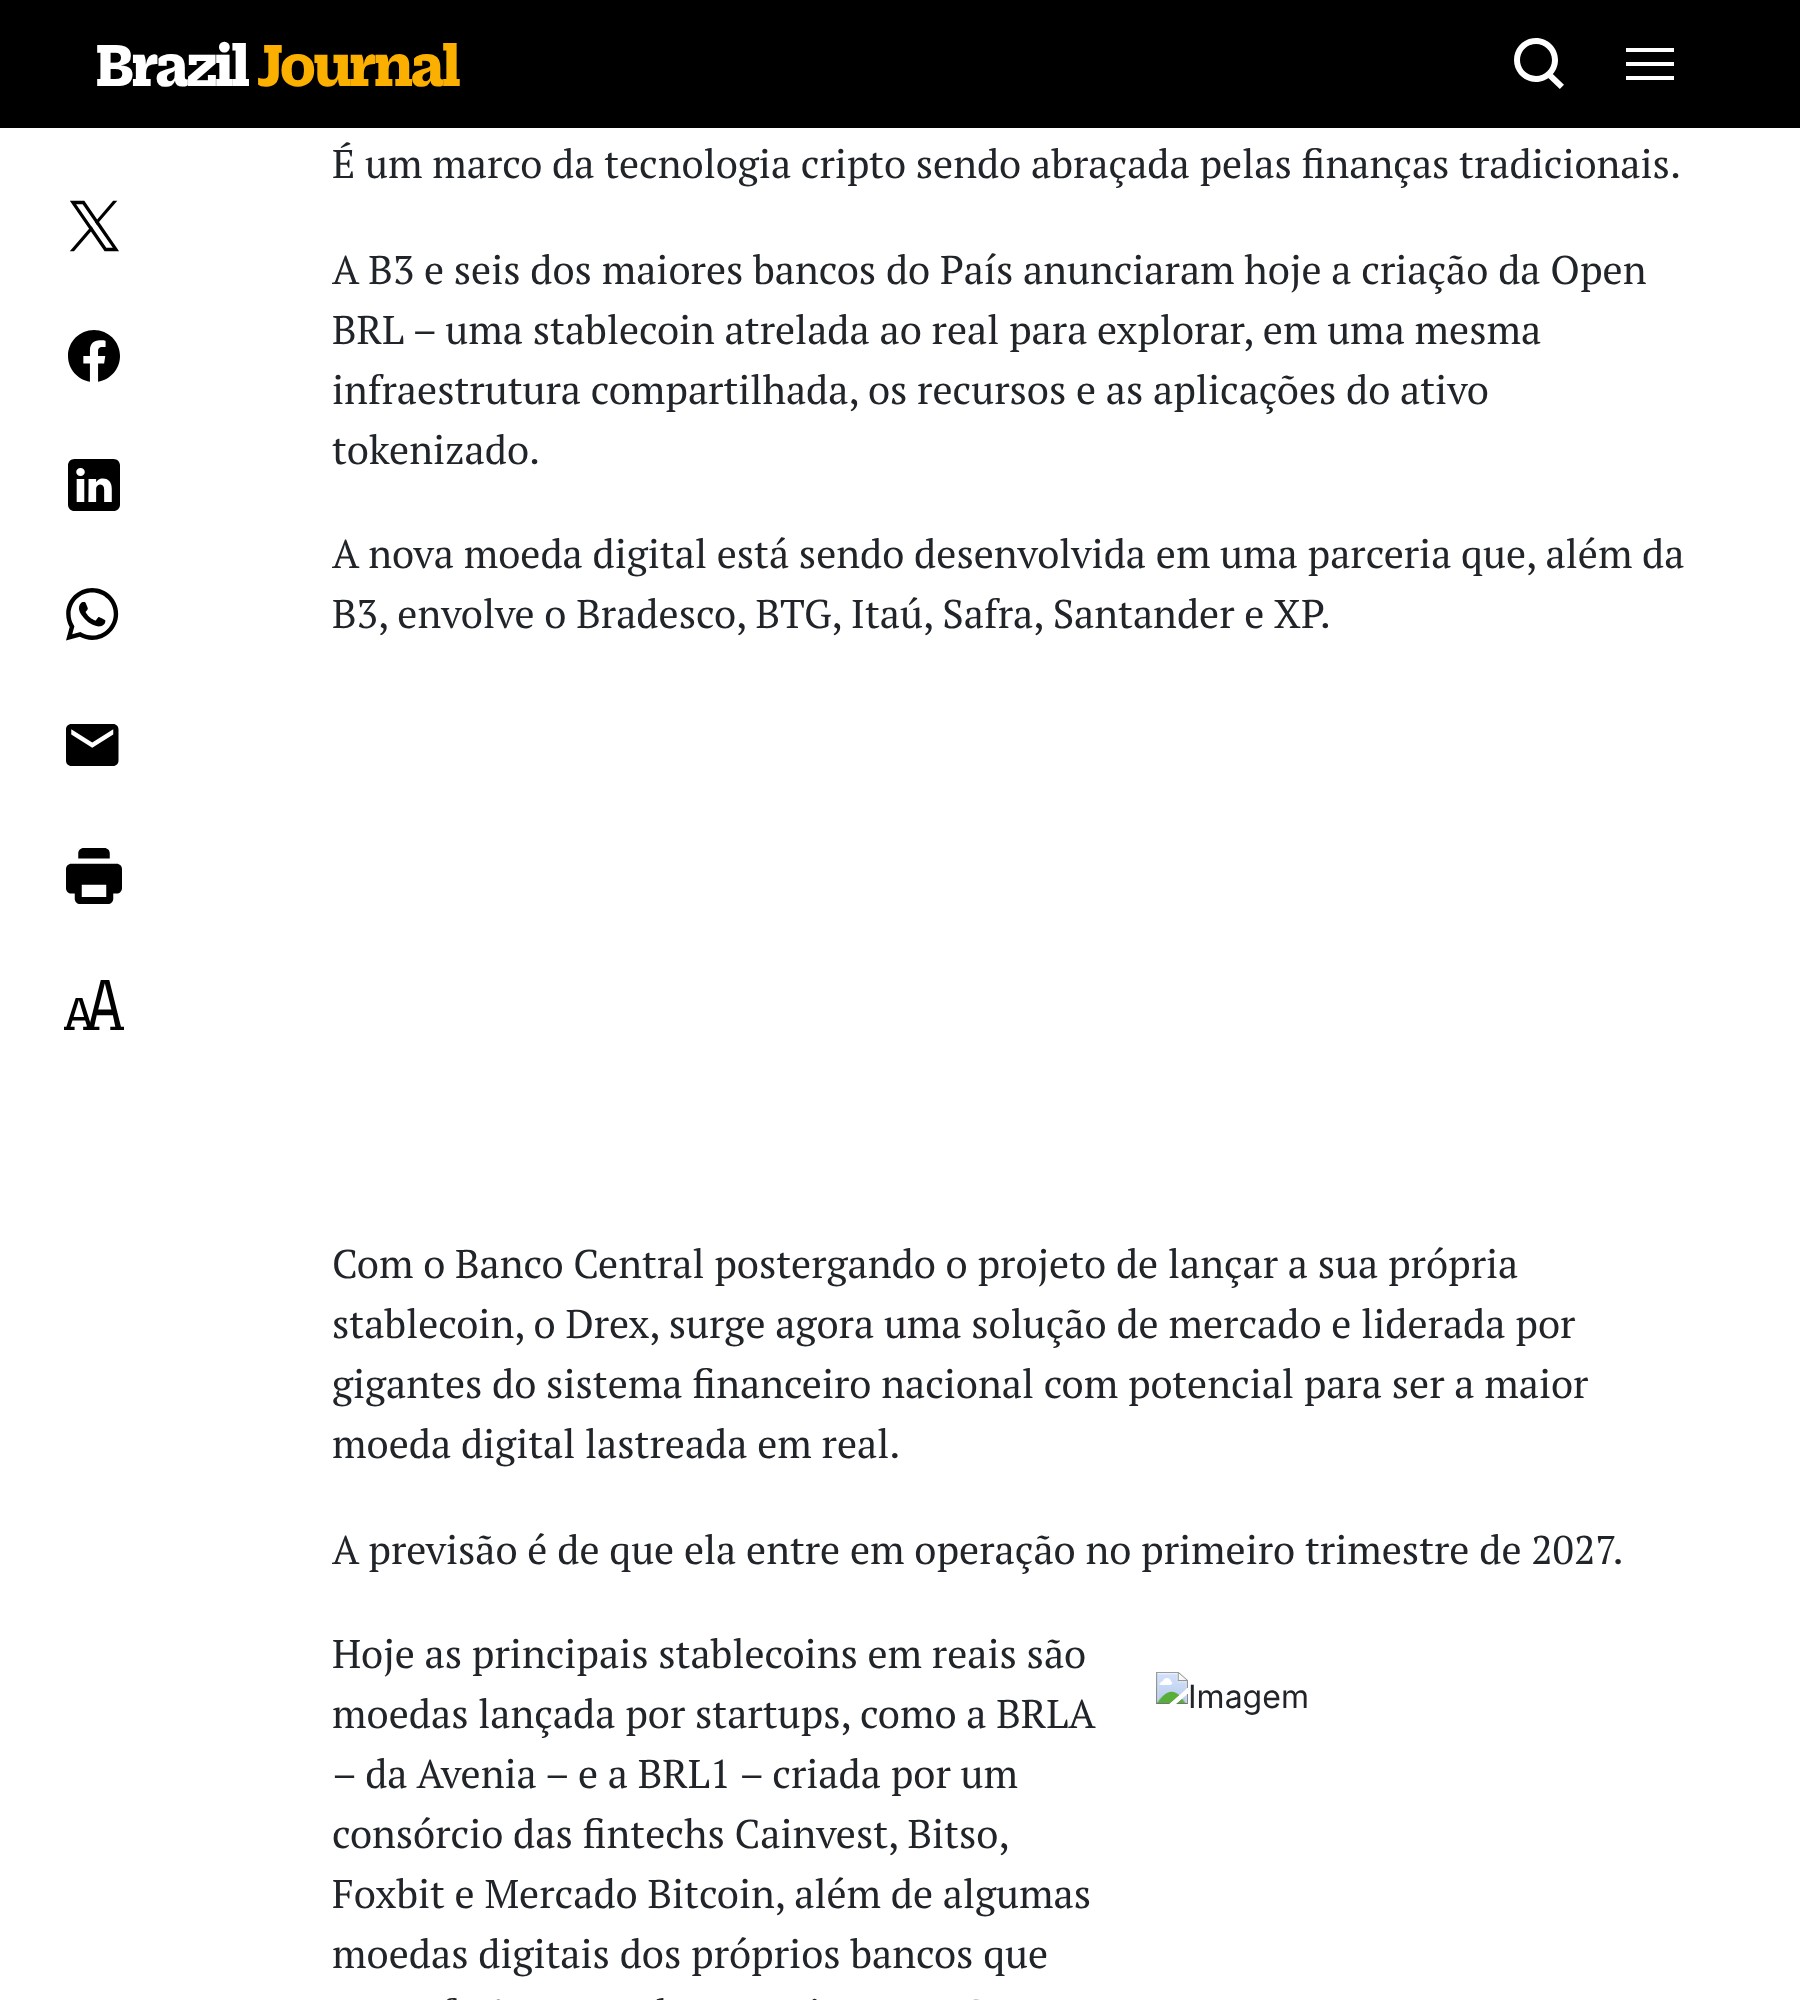 Brazil Journal
É um marco da tecnologia cripto sendo abraçada pelas finanças tradicionais.
A B3 e seis dos maiores bancos do País anunciaram hoje a criação da Open
BRL – uma stablecoin atrelada ao real para explorar, em uma mesma
infraestrutura compartilhada, os recursos e as aplicações do ativo
tokenizado.
A nova moeda digital está sendo desenvolvida em uma parceria que, além da
B3, envolve o Bradesco, BTG, Itaú, Safra, Santander e XP.
AA
Com o Banco Central postergando o projeto de lançar a sua própria
stablecoin, o Drex, surge agora uma solução de mercado e liderada por
gigantes do sistema financeiro nacional com potencial para ser a maior
moeda digital lastreada em real.
A previsão é de que ela entre em operação no primeiro trimestre de 2027.
Hoje as principais stablecoins em reais são
moedas lançada por startups, como a BRLA
– da Avenia – e a BRL1 – criada por um
consórcio das fintechs Cainvest, Bitso,
Foxbit e Mercado Bitcoin, além de algumas
moedas digitais dos próprios bancos que
Imagem